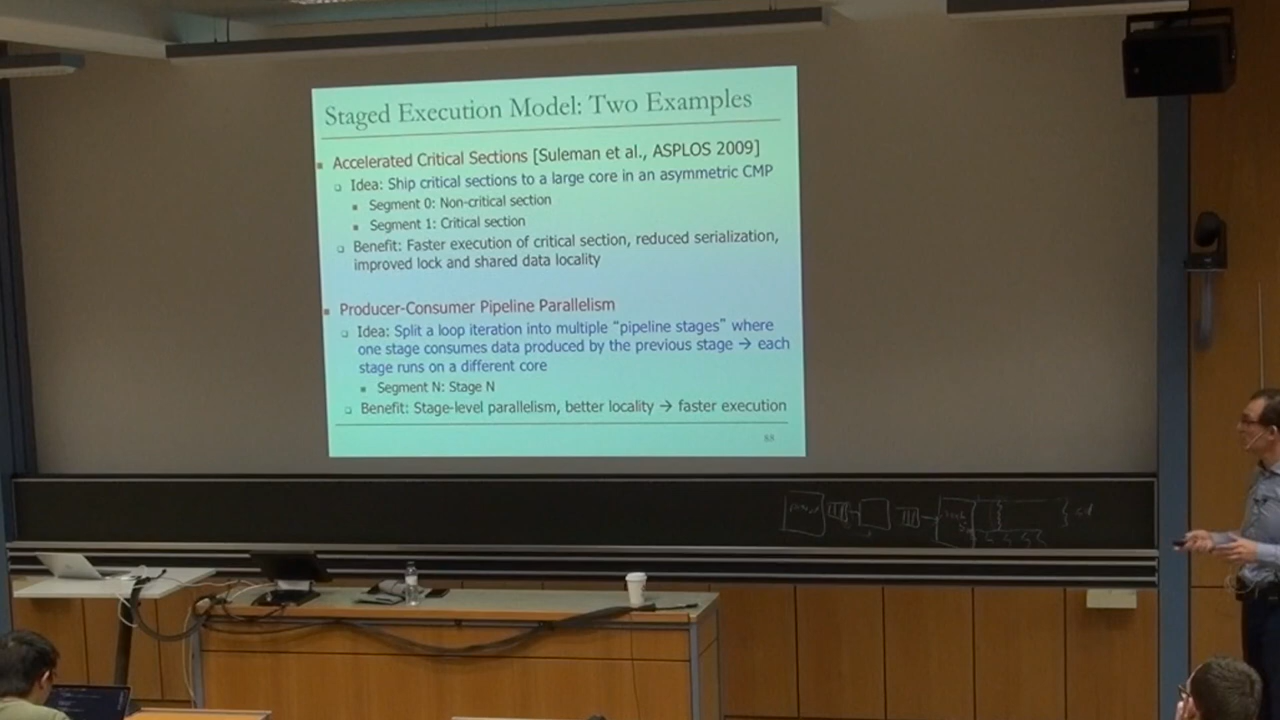 Staged Execution Model: Two Examples
▪ Accelerated Critical Sections [Suleman et al., ASPLOS 2009]
❑ Idea: Ship critical sections to a large core in an asymmetric CMP
▪ Segment 0: Non-critical section
▪ Segment 1: Critical section
❑ Benefit: Faster execution of critical section, reduced serialization,
improved lock and shared data locality
▪ Producer-Consumer Pipeline Parallelism
❑ Idea: Split a loop iteration into multiple “pipeline stages” where
one stage consumes data produced by the previous stage → each
stage runs on a different core
▪ Segment N: Stage N
❑ Benefit: Stage-level parallelism, better locality → faster execution
88